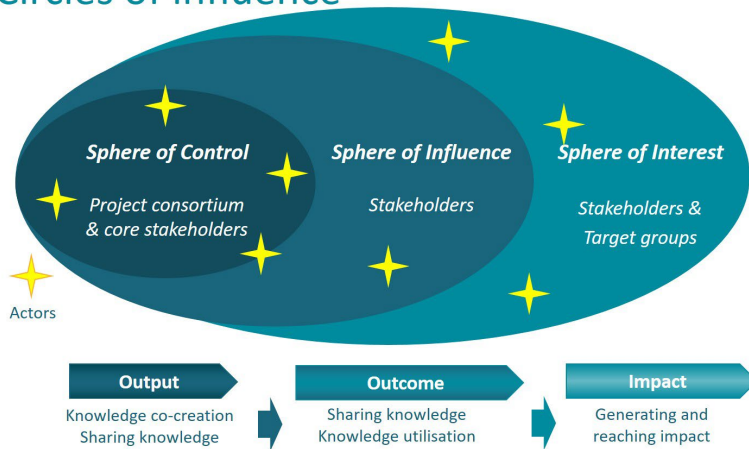 Circles of Influence
Sphere of Control
Project consortium
& core stakeholders
Sphere of Influence
Stakeholders
Sphere of Interest
Stakeholders &
Target groups
Actors
Output
Knowledge co-creation
Sharing knowledge
Outcome
Sharing knowledge
Knowledge utilisation
Impact
Generating and
reaching impact